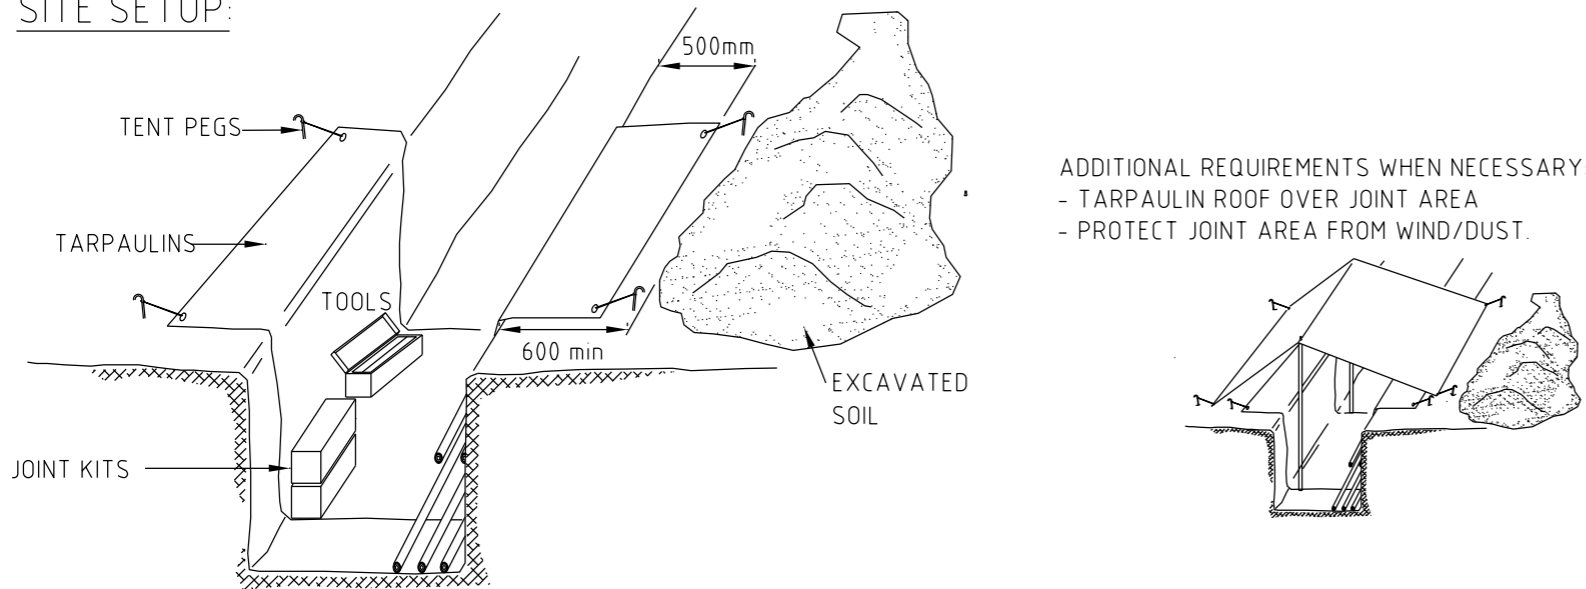 SITE SETUP:
500mm
TENT PEGS
TARPAULINS
TOOLS
600 min
EXCAVATED
SOIL
JOINT KITS
ADDITIONAL REQUIREMENTS WHEN NECESSARY:
- TARPAULIN ROOF OVER JOINT AREA
- PROTECT JOINT AREA FROM WIND/DUST.